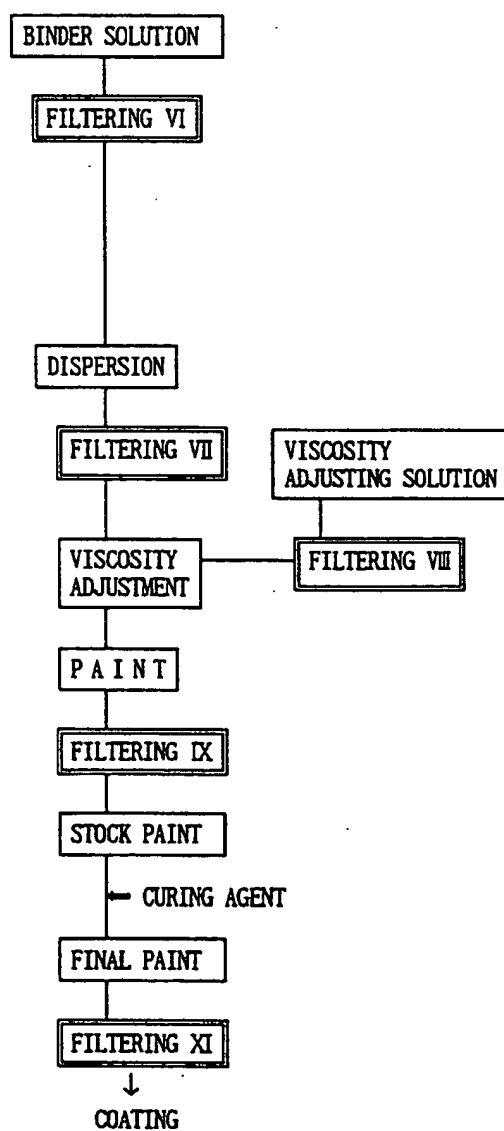 BINDER SOLUTION
FILTERING VI
DISPERSION
FILTERING VII
VISCOSITY
ADJUSTING SOLUTION
VISCOSITY
ADJUSTMENT
FILTERING VIII
PAINT
FILTERING IX
STOCK PAINT
CURING AGENT
FINAL PAINT
FILTERING XI
COATING